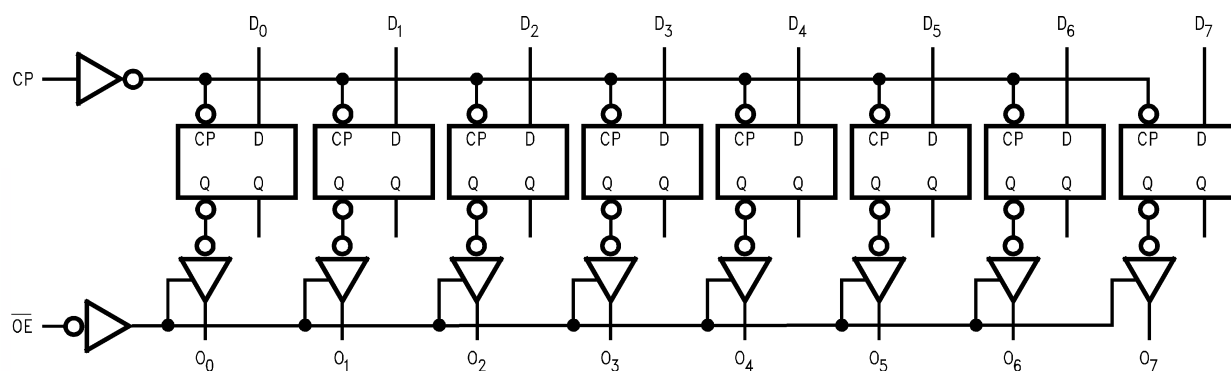 D0 D1 D2 D3 D4 D5 D6 D7
CP
CP D CP D CP D CP D CP D CP D CP D CP D
Q Q Q Q Q Q Q Q Q Q Q Q Q Q Q Q
O̅E̅
O0 O1 O2 O3 O4 O5 O6 O7